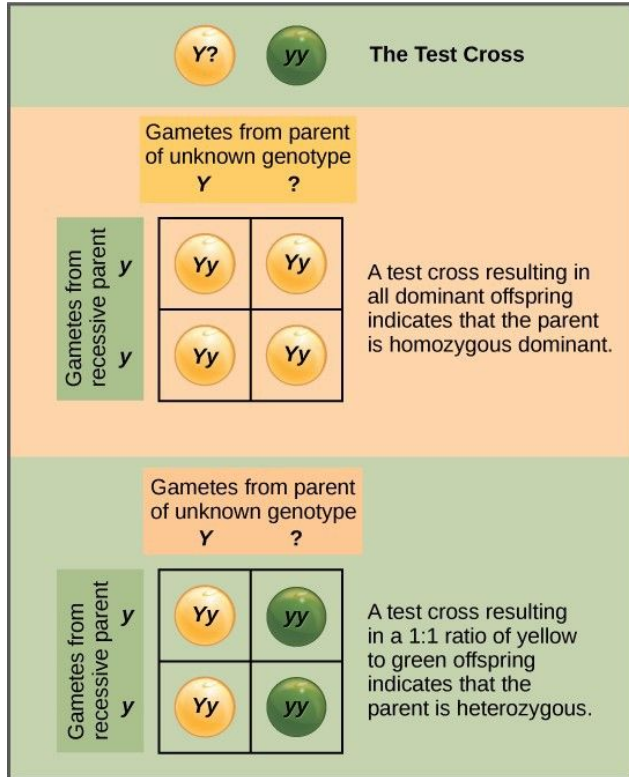 Y?
yy
The Test Cross
Gametes from parent
of unknown genotype
Y
?
Gametes from
recessive parent
y
y
Yy
Yy
Yy
Yy
A test cross resulting in
all dominant offspring
indicates that the parent
is homozygous dominant.
Gametes from parent
of unknown genotype
Y
?
Gametes from
recessive parent
y
y
Yy
yy
Yy
yy
A test cross resulting
in a 1:1 ratio of yellow
to green offspring
indicates that the
parent is heterozygous.